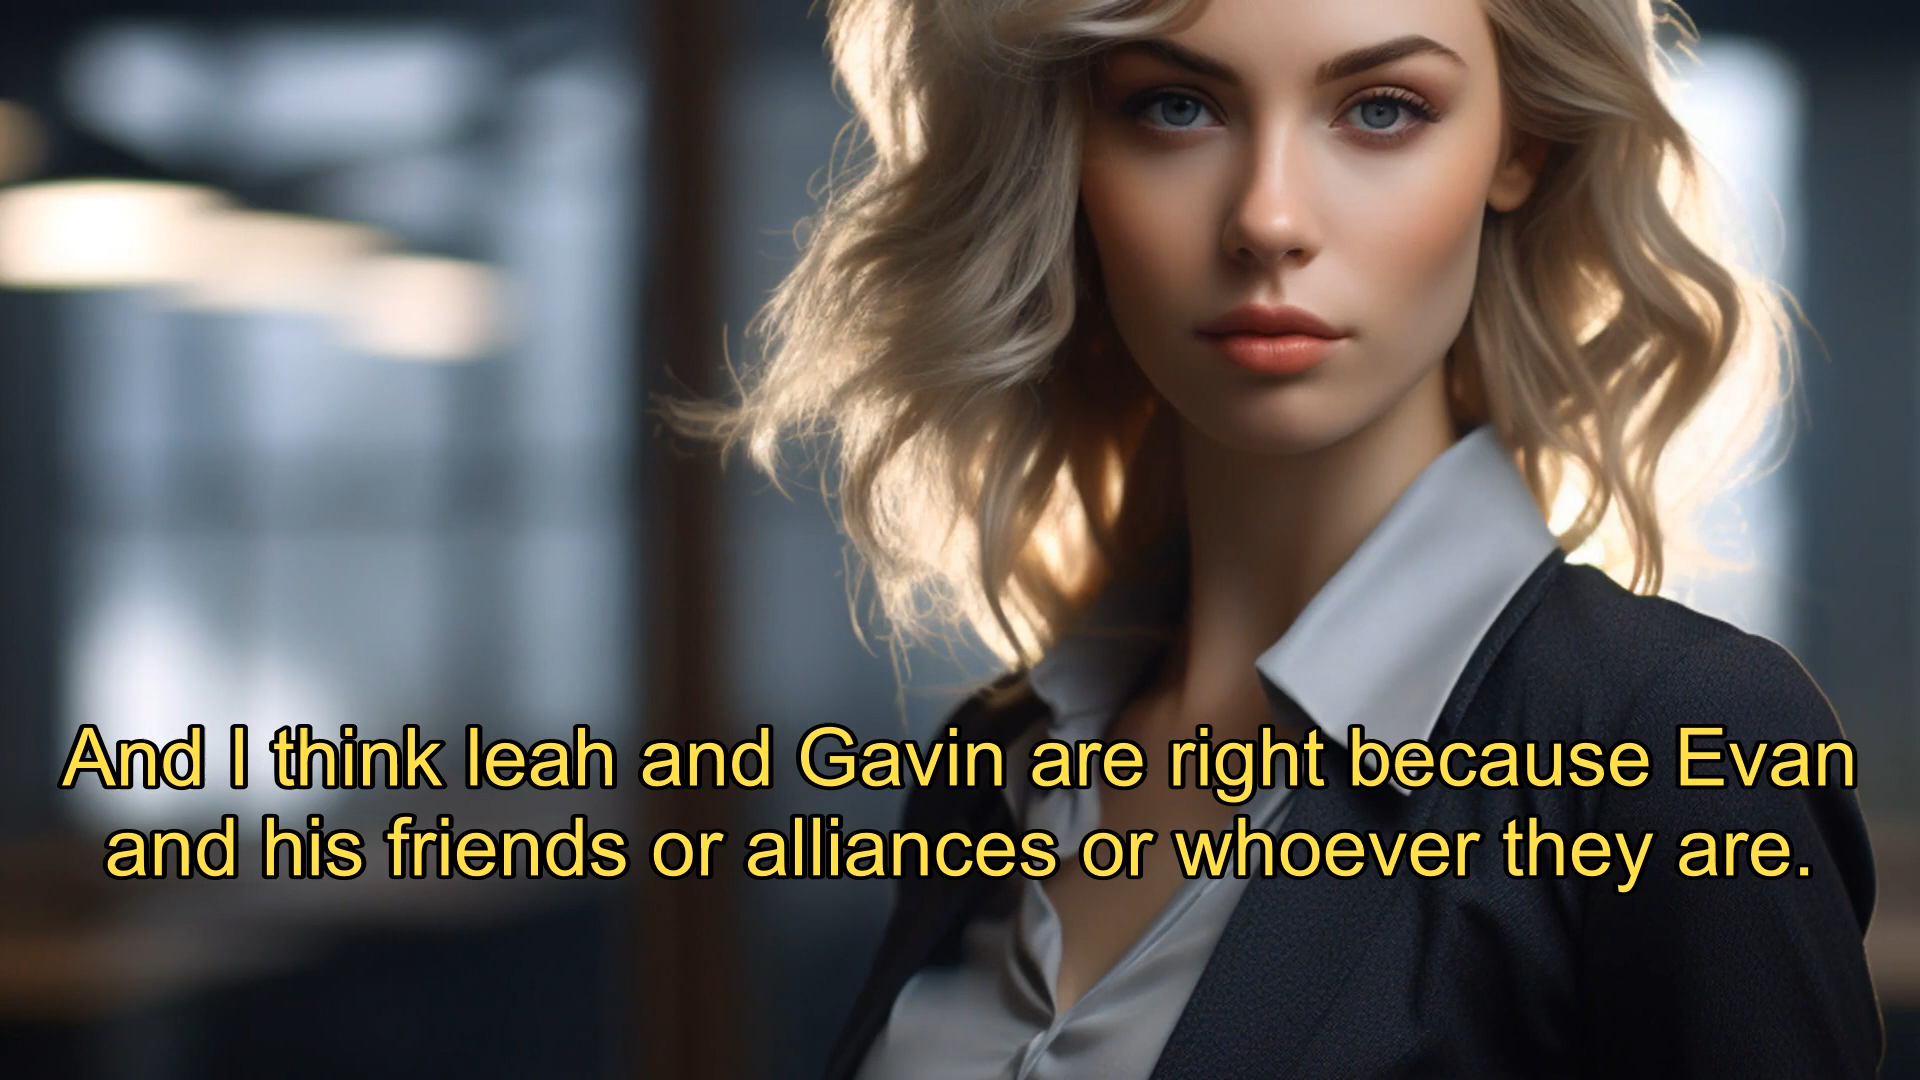 And I think leah and Gavin are right because Evan
and his friends or alliances or whoever they are.